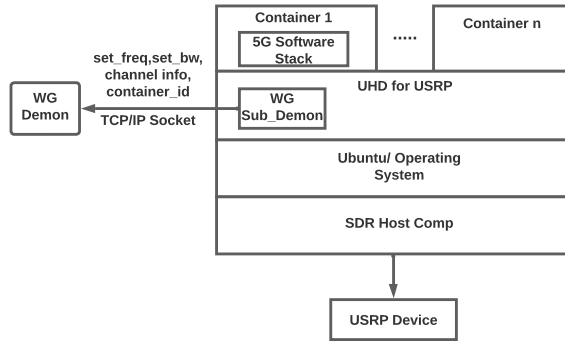 Container 1
5G Software
Stack
.....
Container n
set_freq,set_bw,
channel info,
container_id
TCP/IP Socket
WG
Demon
UHD for USRP
WG
Sub_Demon
Ubuntu/ Operating
System
SDR Host Comp
USRP Device